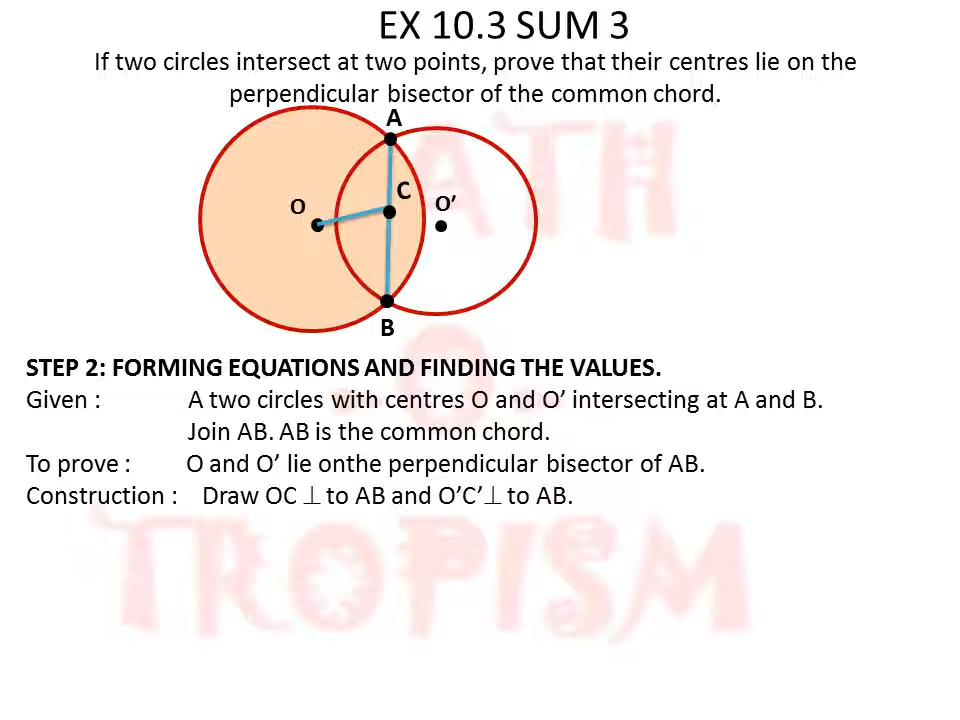 EX 10.3 SUM 3
If two circles intersect at two points, prove that their centres lie on the
perpendicular bisector of the common chord.
A
C
O
O’
B
STEP 2: FORMING EQUATIONS AND FINDING THE VALUES.
Given : A two circles with centres O and O’ intersecting at A and B.
Join AB. AB is the common chord.
To prove : O and O’ lie onthe perpendicular bisector of AB.
Construction : Draw OC ⊥ to AB and O’C’⊥ to AB.
MATH
-O-
TROPISM